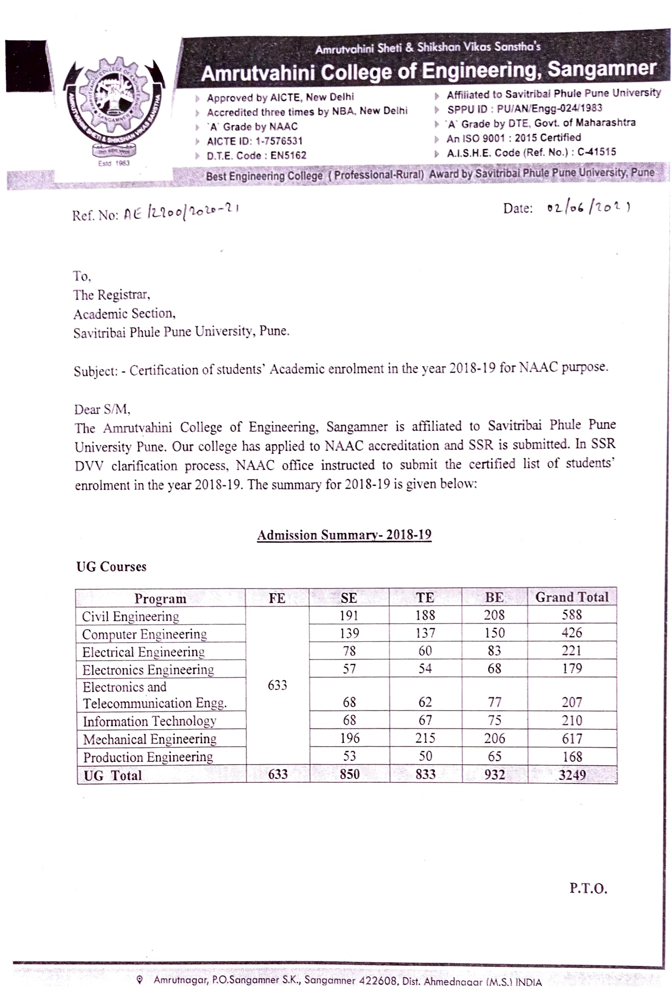 Amrutvahini Sheti & Shikshan Vikas Sanstha's
Amrutvahini College of Engineering, Sangamner
AMRUTVAHINI COLLEGE OF ENGINEERING
SANGAMNER
AMRUTVAHINI SHETI & SHIKSHAN VIKAS SANSTHA
Estd 1983
Approved by AICTE, New Delhi
Accredited three times by NBA, New Delhi
`A` Grade by NAAC
AICTE ID: 1-7576531
D.T.E. Code : EN5162
Affiliated to Savitribai Phule Pune University
SPPU ID : PU/AN/Engg-024/1983
`A` Grade by DTE, Govt. of Maharashtra
An ISO 9001 : 2015 Certified
A.I.S.H.E. Code (Ref. No.) : C-41515
Best Engineering College ( Professional-Rural) Award by Savitribai Phule Pune University, Pune
Ref. No: AE/2200/2020-21
Date: 02/06/2021
To,
The Registrar,
Academic Section,
Savitribai Phule Pune University, Pune.
Subject: - Certification of students' Academic enrolment in the year 2018-19 for NAAC purpose.
Dear S/M,
The Amrutvahini College of Engineering, Sangamner is affiliated to Savitribai Phule Pune
University Pune. Our college has applied to NAAC accreditation and SSR is submitted. In SSR
DVV clarification process, NAAC office instructed to submit the certified list of students'
enrolment in the year 2018-19. The summary for 2018-19 is given below:
Admission Summary- 2018-19
UG Courses
Program FE SE TE BE Grand Total
Civil Engineering 191 188 208 588
Computer Engineering 139 137 150 426
Electrical Engineering 78 60 83 221
Electronics Engineering 57 54 68 179
633
Electronics and
Telecommunication Engg. 68 62 77 207
Information Technology 68 67 75 210
Mechanical Engineering 196 215 206 617
Production Engineering 53 50 65 168
UG Total 633 850 833 932 3249
P.T.O.
Amrutnagar, P.O.Sangamner S.K., Sangamner 422608, Dist. Ahmednagar (M.S.) INDIA